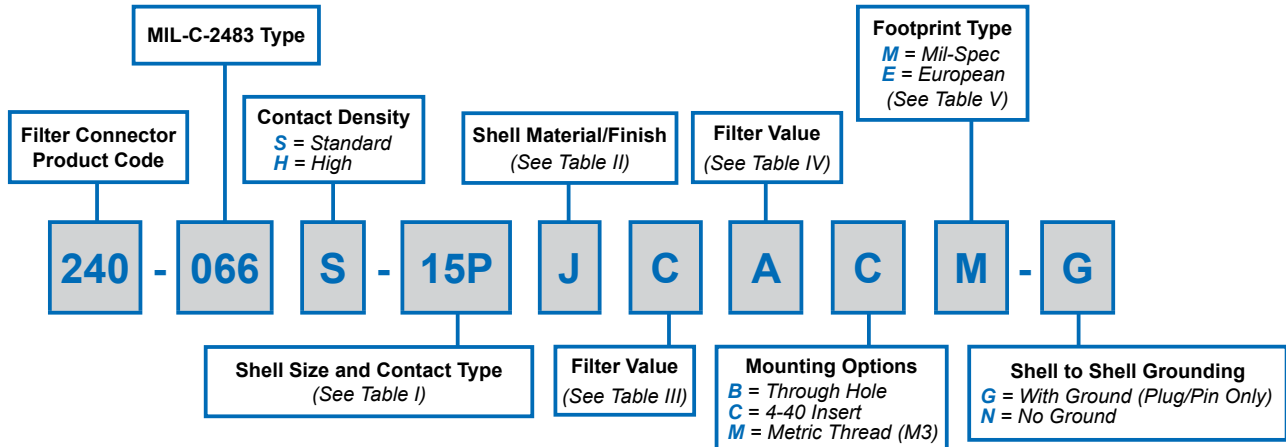 MIL-C-2483 Type
Footprint Type
M = Mil-Spec
E = European
(See Table V)
Contact Density
S = Standard
H = High
Filter Connector
Product Code
Shell Material/Finish
(See Table II)
Filter Value
(See Table IV)
240 - 066 S - 15P J C A C M - G
Shell Size and Contact Type
(See Table I)
Filter Value
(See Table III)
Mounting Options
B = Through Hole
C = 4-40 Insert
M = Metric Thread (M3)
Shell to Shell Grounding
G = With Ground (Plug/Pin Only)
N = No Ground